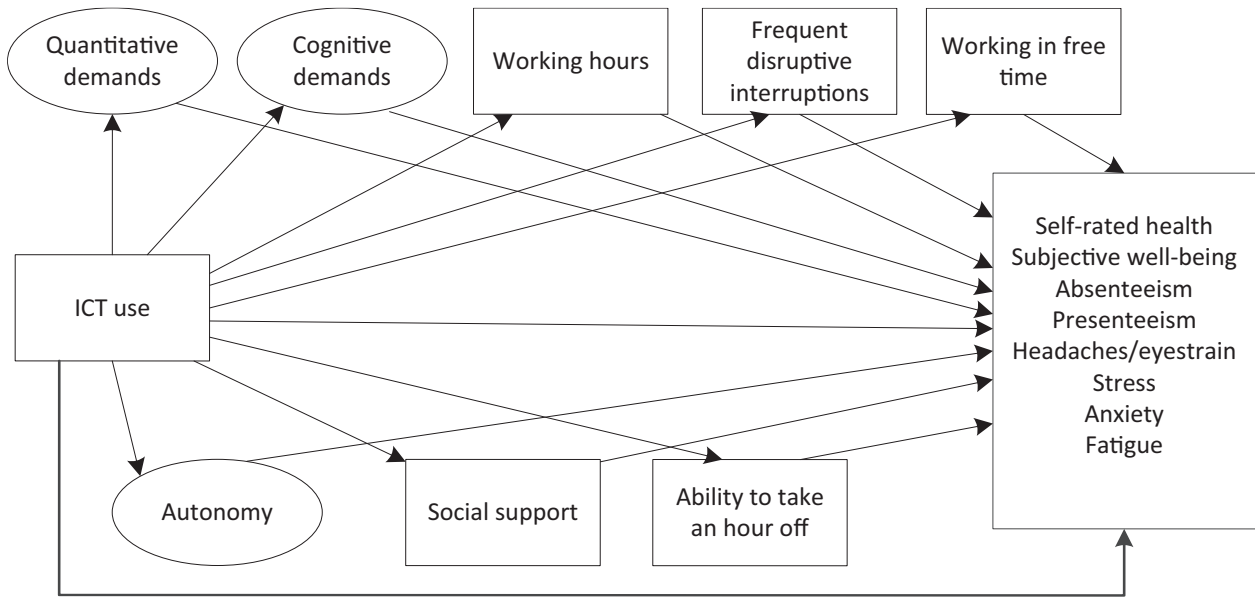 Quantitative
demands
Cognitive
demands
Working hours
Frequent
disruptive
interruptions
Working in free
time
ICT use
Self-rated health
Subjective well-being
Absenteeism
Presenteeism
Headaches/eyestrain
Stress
Anxiety
Fatigue
Autonomy
Social support
Ability to take
an hour off